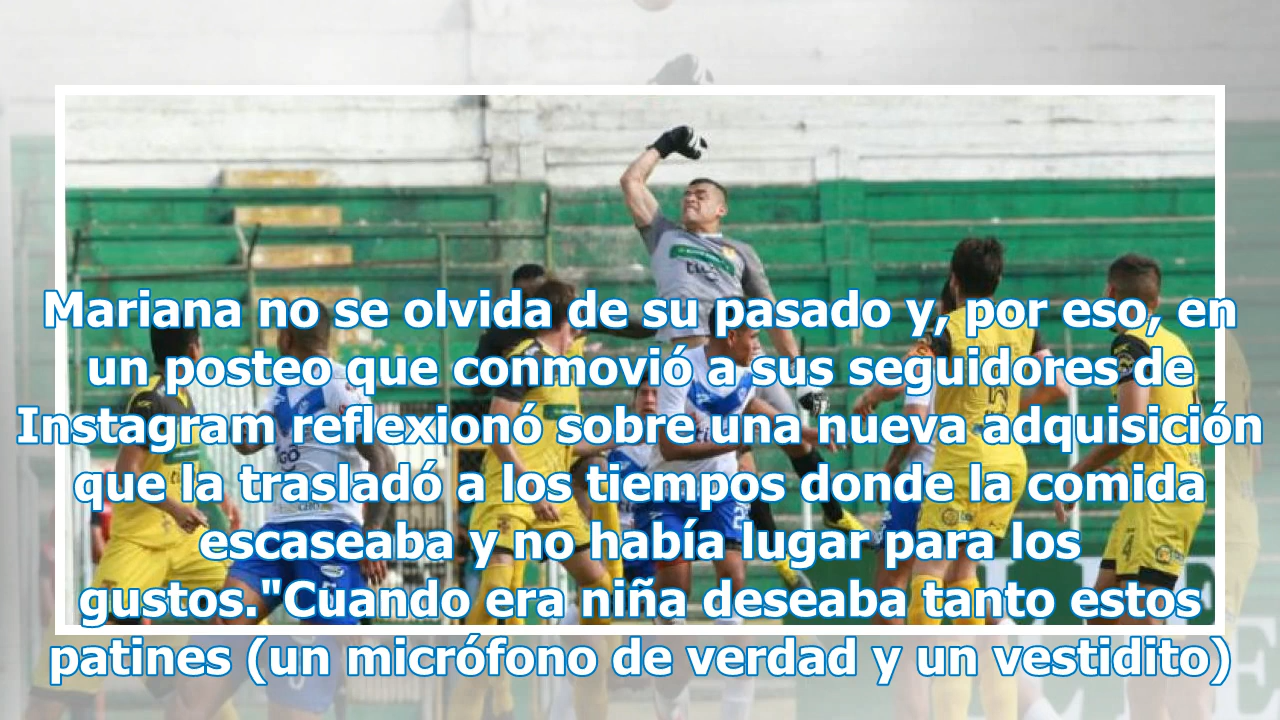 Mariana no se olvida de su pasado y, por eso, en
un posteo que conmovió a sus seguidores de
Instagram reflexionó sobre una nueva adquisición
que la trasladó a los tiempos donde la comida
escaseaba y no había lugar para los
gustos."Cuando era niña deseaba tanto estos
patines (un micrófono de verdad y un vestidito)